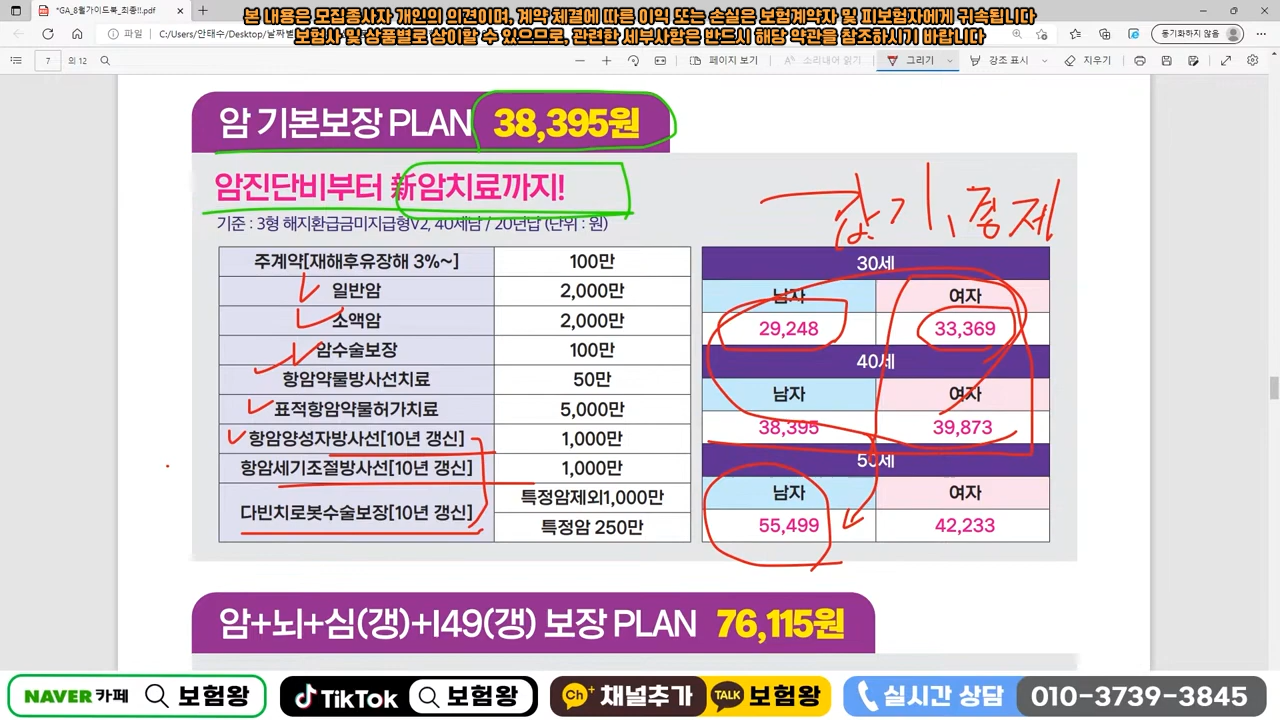 *GA_8월가이드북_최종!!.pdf
본 내용은 모집종사자 개인의 의견이며, 계약 체결에 따른 이익 또는 손실은 보험계약자 및 피보험자에게 귀속됩니다
파일 C:/Users/안태수/Desktop/날짜별
동기화하지 않음
보험사 및 상품별로 상이할 수 있으므로, 관련한 세부사항은 반드시 해당 약관을 참조하시기 바랍니다
7 의 12
페이지 보기
소리내어 읽기
그리기
강조 표시
지우기
암 기본보장 PLAN 38,395원
암진단비부터 新암치료까지!
기준 : 3형 해지환급금미지급형V2, 40세남 / 20년납 (단위 : 원)
주계약[재해후유장해 3%~] 100만
일반암 2,000만
소액암 2,000만
암수술보장 100만
항암약물방사선치료 50만
표적항암약물허가치료 5,000만
항암양성자방사선[10년 갱신] 1,000만
항암세기조절방사선[10년 갱신] 1,000만
다빈치로봇수술보장[10년 갱신] 특정암제외1,000만
특정암 250만
30세
남자 여자
29,248 33,369
40세
남자 여자
38,395 39,873
50세
남자 여자
55,499 42,233
암+뇌+심(갱)+I49(갱) 보장 PLAN 76,115원
NAVER 카페 보험왕
TikTok 보험왕
Ch+ 채널추가 TALK 보험왕
실시간 상담 010-3739-3845